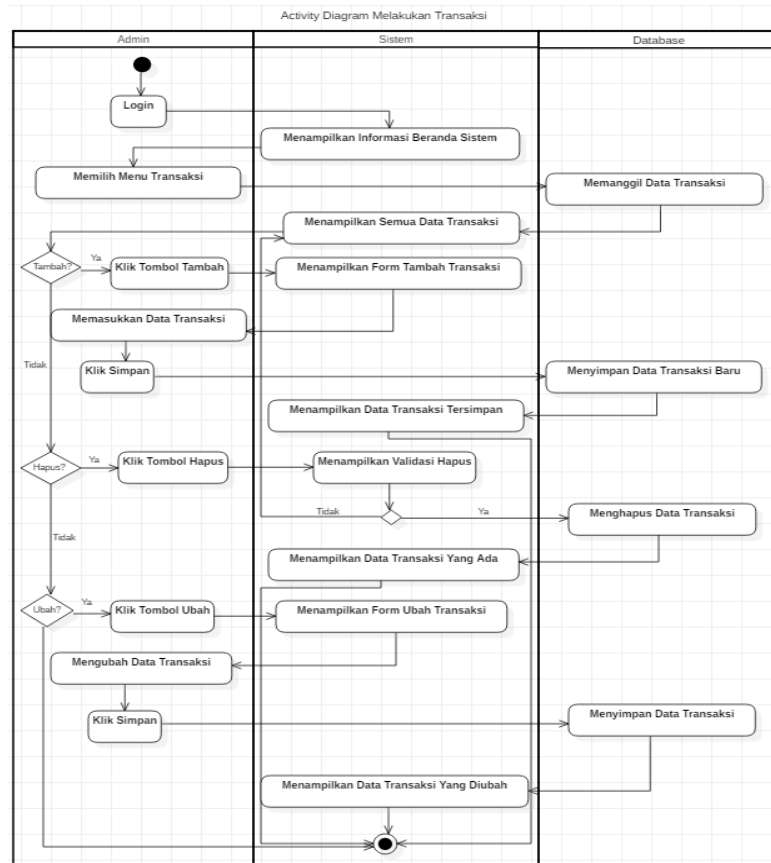 Activity Diagram Melakukan Transaksi
Admin
Sistem
Database
Login
Menampilkan Informasi Beranda Sistem
Memilih Menu Transaksi
Memanggil Data Transaksi
Menampilkan Semua Data Transaksi
Tambah?
Ya
Klik Tombol Tambah
Menampilkan Form Tambah Transaksi
Memasukkan Data Transaksi
Tidak
Klik Simpan
Menyimpan Data Transaksi Baru
Menampilkan Data Transaksi Tersimpan
Hapus?
Ya
Klik Tombol Hapus
Menampilkan Validasi Hapus
Tidak
Ya
Menghapus Data Transaksi
Tidak
Menampilkan Data Transaksi Yang Ada
Ubah?
Ya
Klik Tombol Ubah
Menampilkan Form Ubah Transaksi
Mengubah Data Transaksi
Klik Simpan
Menyimpan Data Transaksi
Menampilkan Data Transaksi Yang Diubah